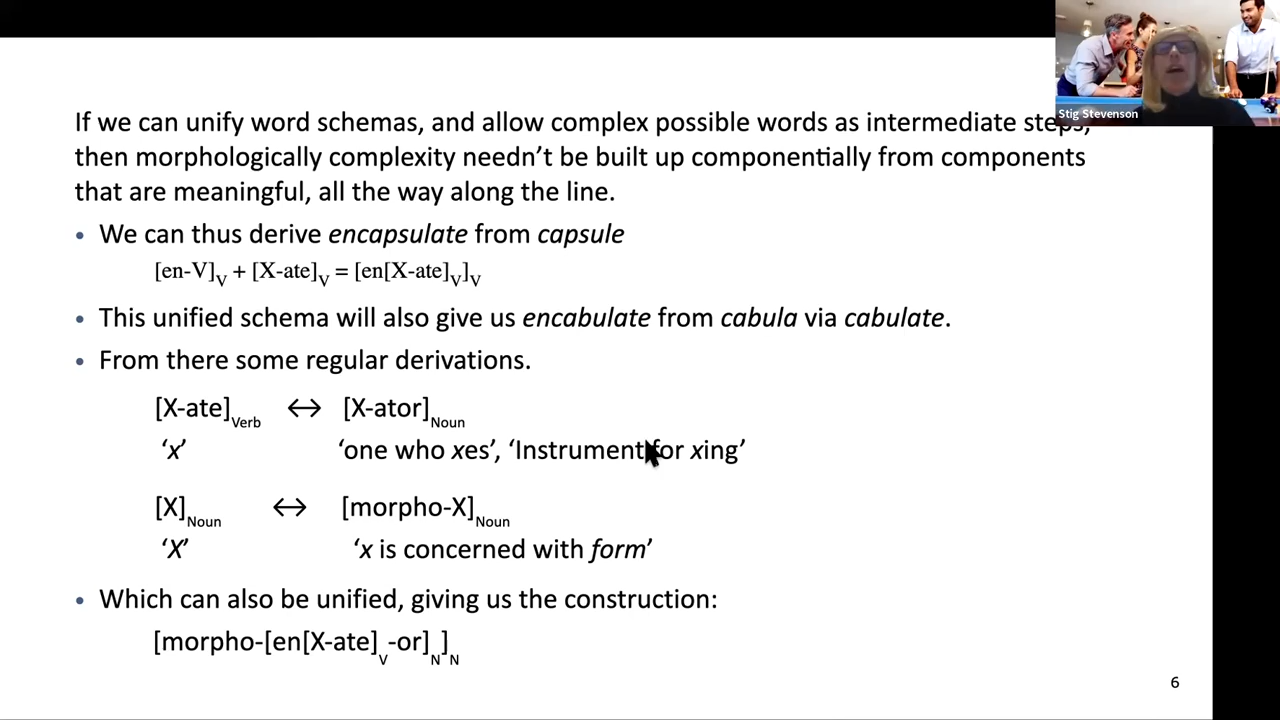 Stig Stevenson
If we can unify word schemas, and allow complex possible words as intermediate steps,
then morphologically complexity needn’t be built up componentially from components
that are meaningful, all the way along the line.
• We can thus derive encapsulate from capsule
[en-V]V + [X-ate]V = [en[X-ate]V]V
• This unified schema will also give us encabulate from cabula via cabulate.
• From there some regular derivations.
[X-ate]Verb ↔ [X-ator]Noun
‘x’ ‘one who xes’, ‘Instrument for xing’
[X]Noun ↔ [morpho-X]Noun
‘X’ ‘x is concerned with form’
• Which can also be unified, giving us the construction:
[morpho-[en[X-ate]V-or]N]N
6